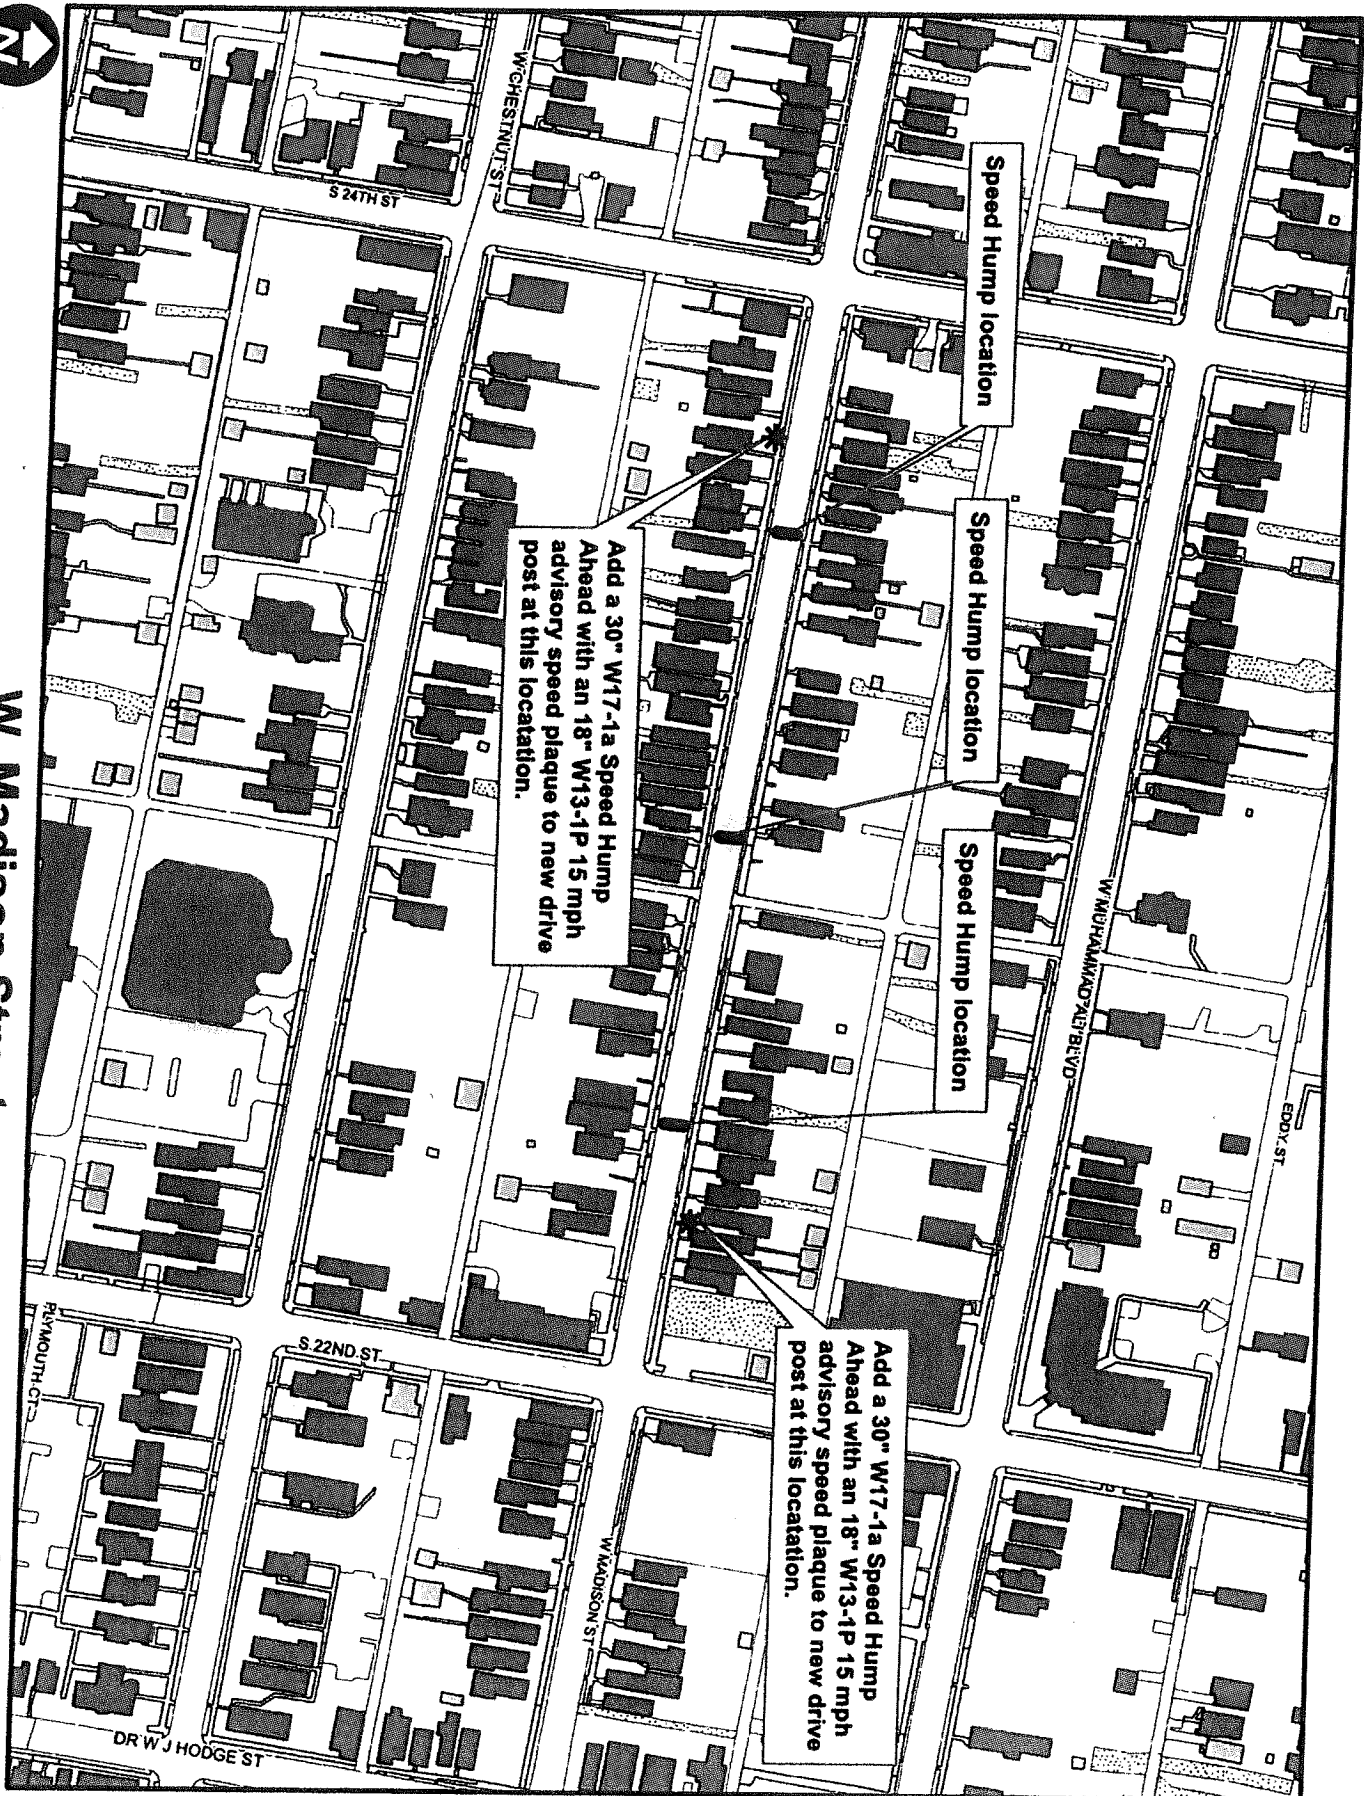 Speed Hump location
Speed Hump location
Speed Hump location
W MUHAMMAD ALI BLVD
EDDY ST
W CHESTNUT ST
S 24TH ST
Add a 30" W17-1a Speed Hump
Ahead with an 18" W13-1P 15 mph
advisory speed plaque to new drive
post at this locatation.
Add a 30" W17-1a Speed Hump
Ahead with an 18" W13-1P 15 mph
advisory speed plaque to new drive
post at this locatation.
S 22ND ST
PLYMOUTH CT
W MADISON ST
DR W J HODGE ST
N
W Madison Street